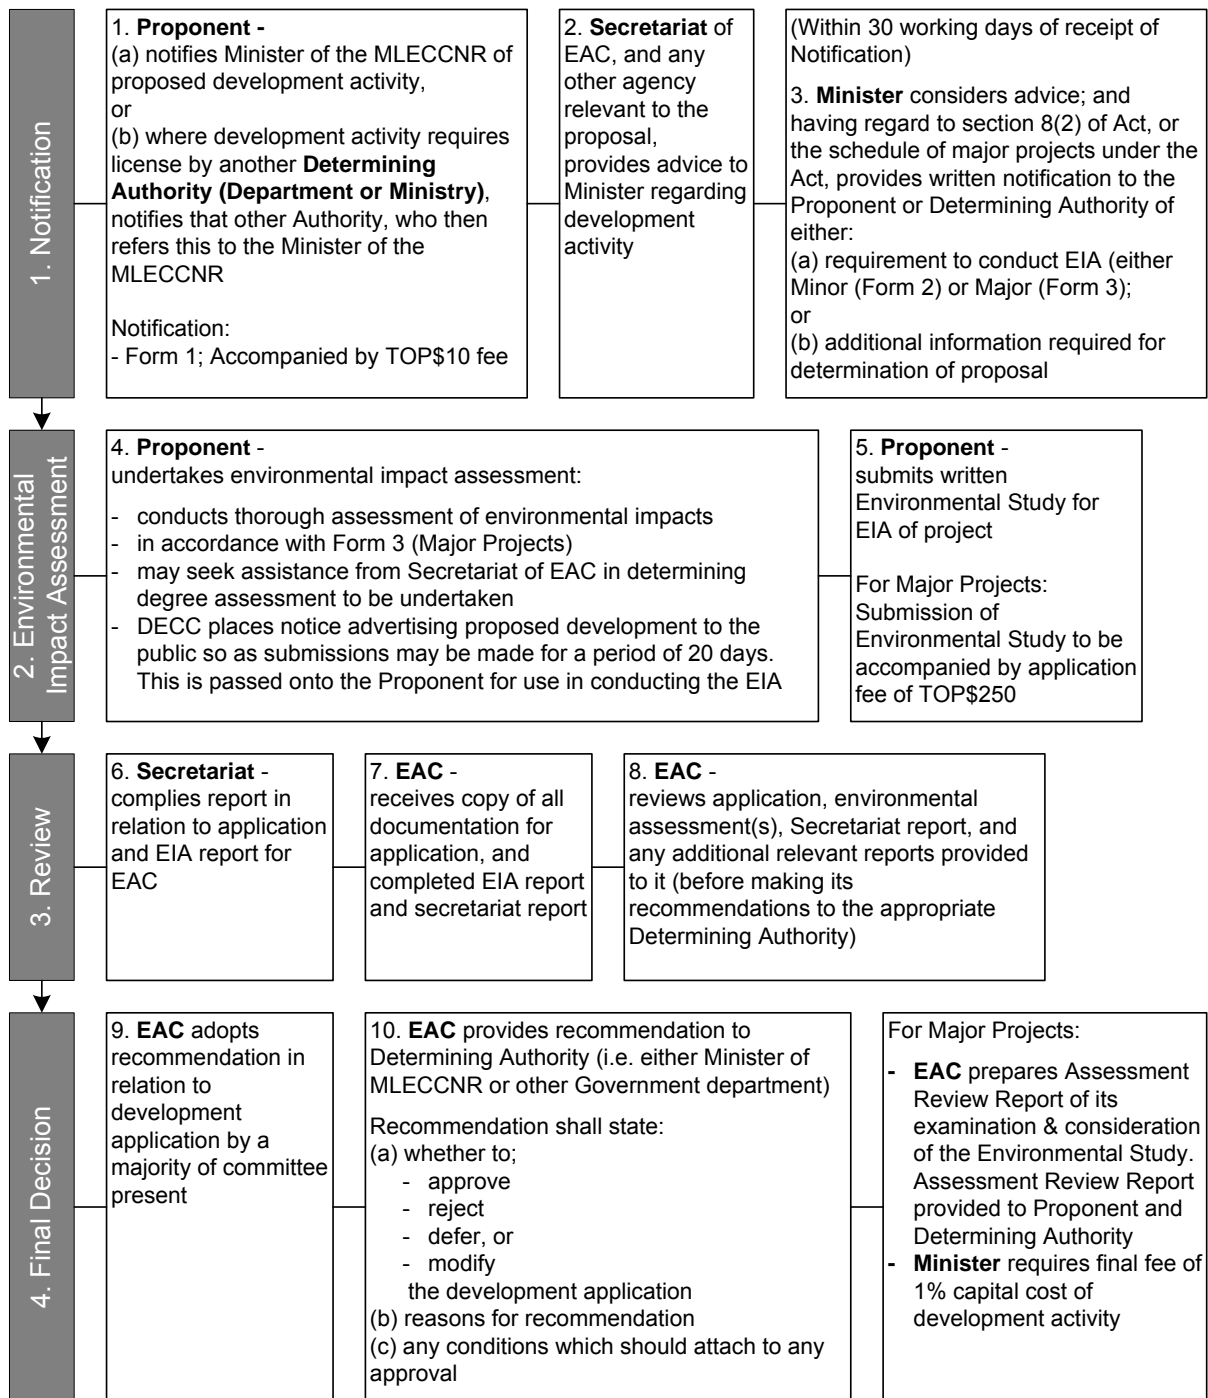 1. Notification
1. Proponent -
(a) notifies Minister of the MLECCNR of
proposed development activity,
or
(b) where development activity requires
license by another Determining
Authority (Department or Ministry),
notifies that other Authority, who then
refers this to the Minister of the
MLECCNR
Notification:
- Form 1; Accompanied by TOP$10 fee
2. Secretariat of
EAC, and any
other agency
relevant to the
proposal,
provides advice to
Minister regarding
development
activity
(Within 30 working days of receipt of
Notification)
3. Minister considers advice; and
having regard to section 8(2) of Act, or
the schedule of major projects under the
Act, provides written notification to the
Proponent or Determining Authority of
either:
(a) requirement to conduct EIA (either
Minor (Form 2) or Major (Form 3);
or
(b) additional information required for
determination of proposal
2. Environmental
Impact Assessment
4. Proponent -
undertakes environmental impact assessment:
- conducts thorough assessment of environmental impacts
- in accordance with Form 3 (Major Projects)
- may seek assistance from Secretariat of EAC in determining
degree assessment to be undertaken
- DECC places notice advertising proposed development to the
public so as submissions may be made for a period of 20 days.
This is passed onto the Proponent for use in conducting the EIA
5. Proponent -
submits written
Environmental Study for
EIA of project
For Major Projects:
Submission of
Environmental Study to be
accompanied by application
fee of TOP$250
3. Review
6. Secretariat -
complies report in
relation to application
and EIA report for
EAC
7. EAC -
receives copy of all
documentation for
application, and
completed EIA report
and secretariat report
8. EAC -
reviews application, environmental
assessment(s), Secretariat report, and
any additional relevant reports provided
to it (before making its
recommendations to the appropriate
Determining Authority)
4. Final Decision
9. EAC adopts
recommendation in
relation to
development
application by a
majority of committee
present
10. EAC provides recommendation to
Determining Authority (i.e. either Minister of
MLECCNR or other Government department)
Recommendation shall state:
(a) whether to;
- approve
- reject
- defer, or
- modify
the development application
(b) reasons for recommendation
(c) any conditions which should attach to any
approval
For Major Projects:
- EAC prepares Assessment
Review Report of its
examination & consideration
of the Environmental Study.
Assessment Review Report
provided to Proponent and
Determining Authority
- Minister requires final fee of
1% capital cost of
development activity